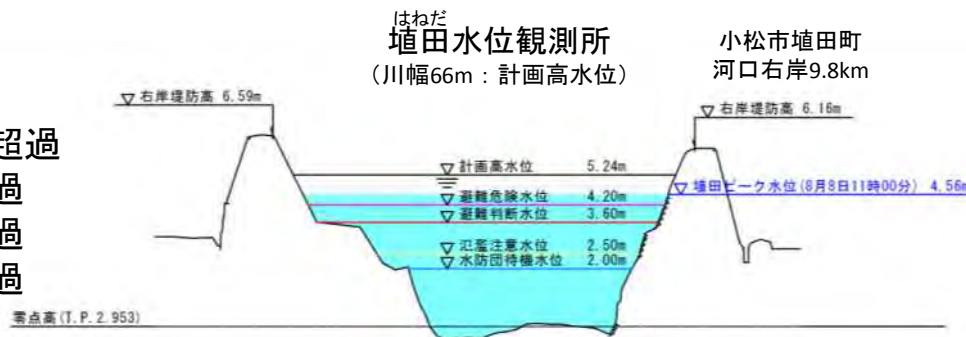 はねだ
埴田水位観測所
（川幅66m：計画高水位）
小松市埴田町
河口右岸9.8km
右岸堤防高 6.59m
右岸堤防高 6.16m
超過
過
過
過
計画高水位 5.24m
埴田ピーク水位(8月8日11時00分) 4.56m
避難危険水位 4.20m
避難判断水位 3.60m
氾濫注意水位 2.50m
水防団待機水位 2.00m
零点高(T.P.2.953)